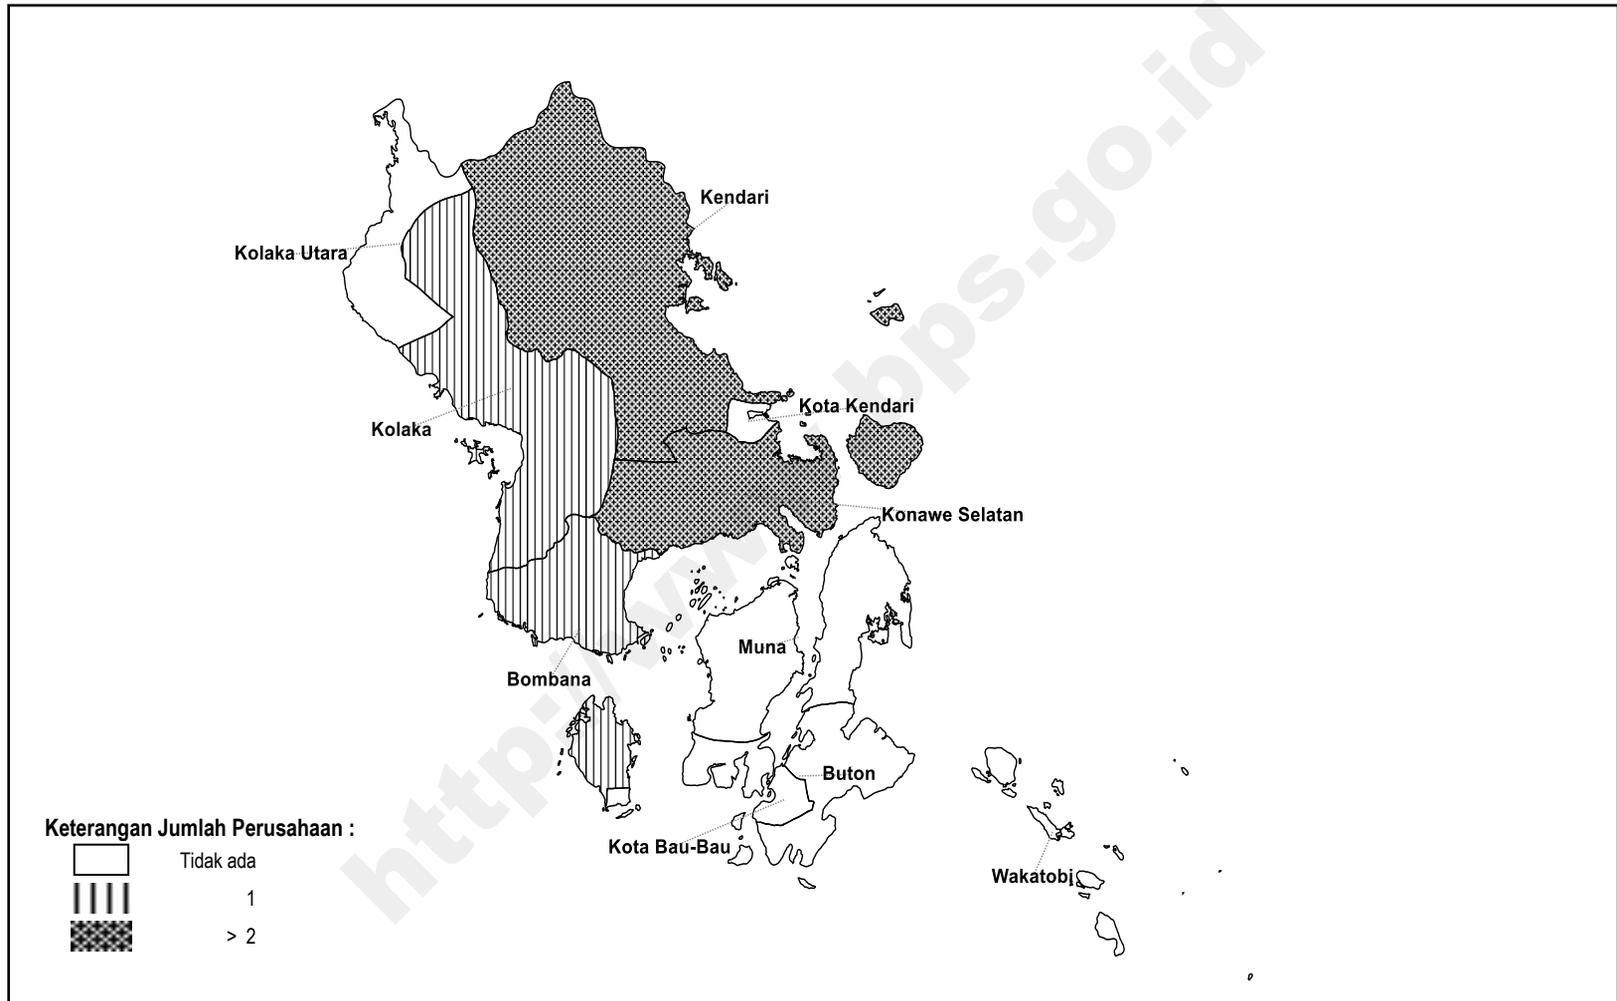 Kendari
Kolaka Utara
Kota Kendari
Kolaka
Konawe Selatan
Muna
Bombana
Buton
Kota Bau-Bau
Wakatobi
Keterangan Jumlah Perusahaan :
Tidak ada
1
> 2
http://www.bps.go.id